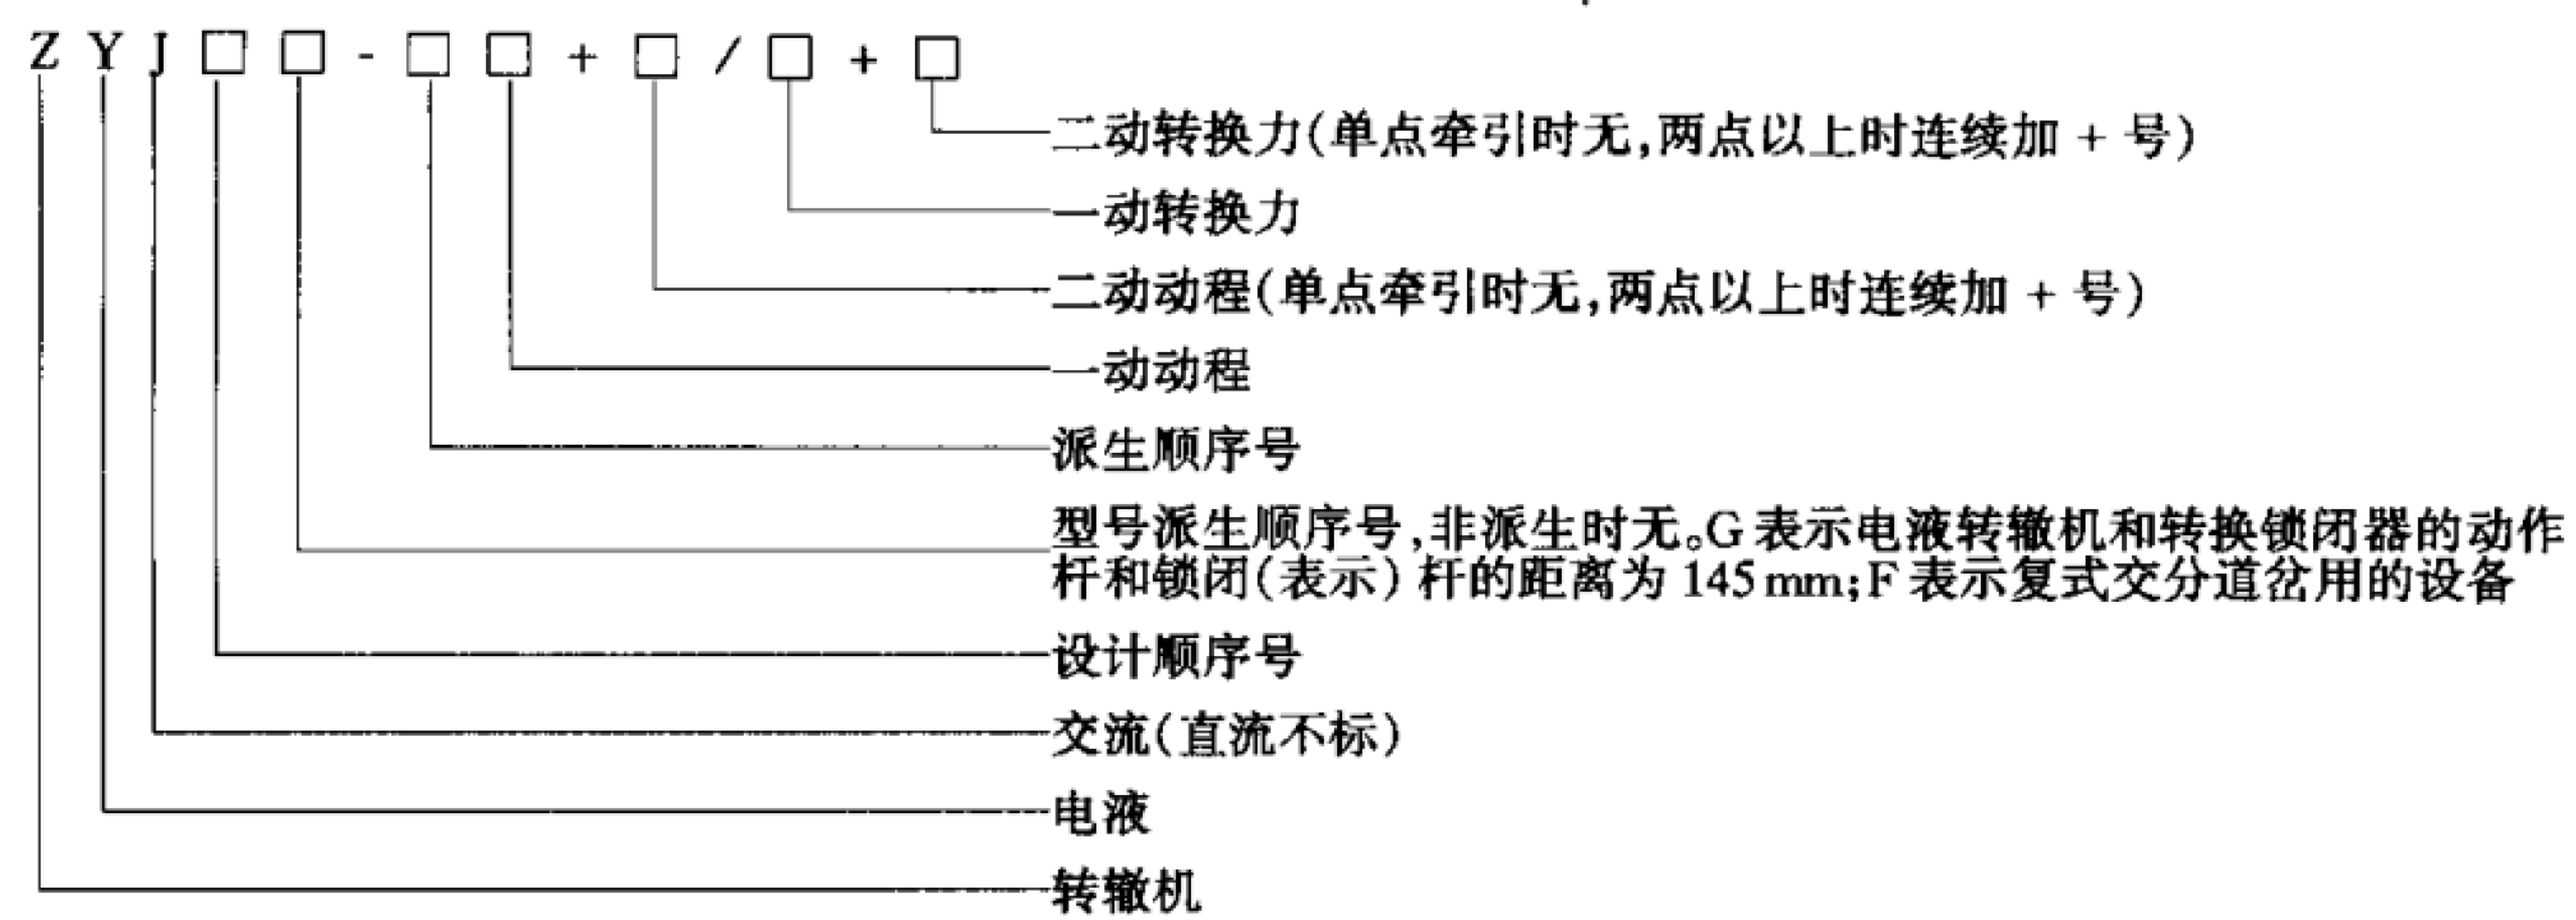 Z Y J □ □ - □ □ + □ / □ + □
二动转换力(单点牵引时无,两点以上时连续加 + 号)
一动转换力
二动动程(单点牵引时无,两点以上时连续加 + 号)
一动动程
派生顺序号
型号派生顺序号,非派生时无。G 表示电液转辙机和转换锁闭器的动作
杆和锁闭(表示)杆的距离为 145 mm;F 表示复式交分道岔用的设备
设计顺序号
交流(直流不标)
电液
转辙机